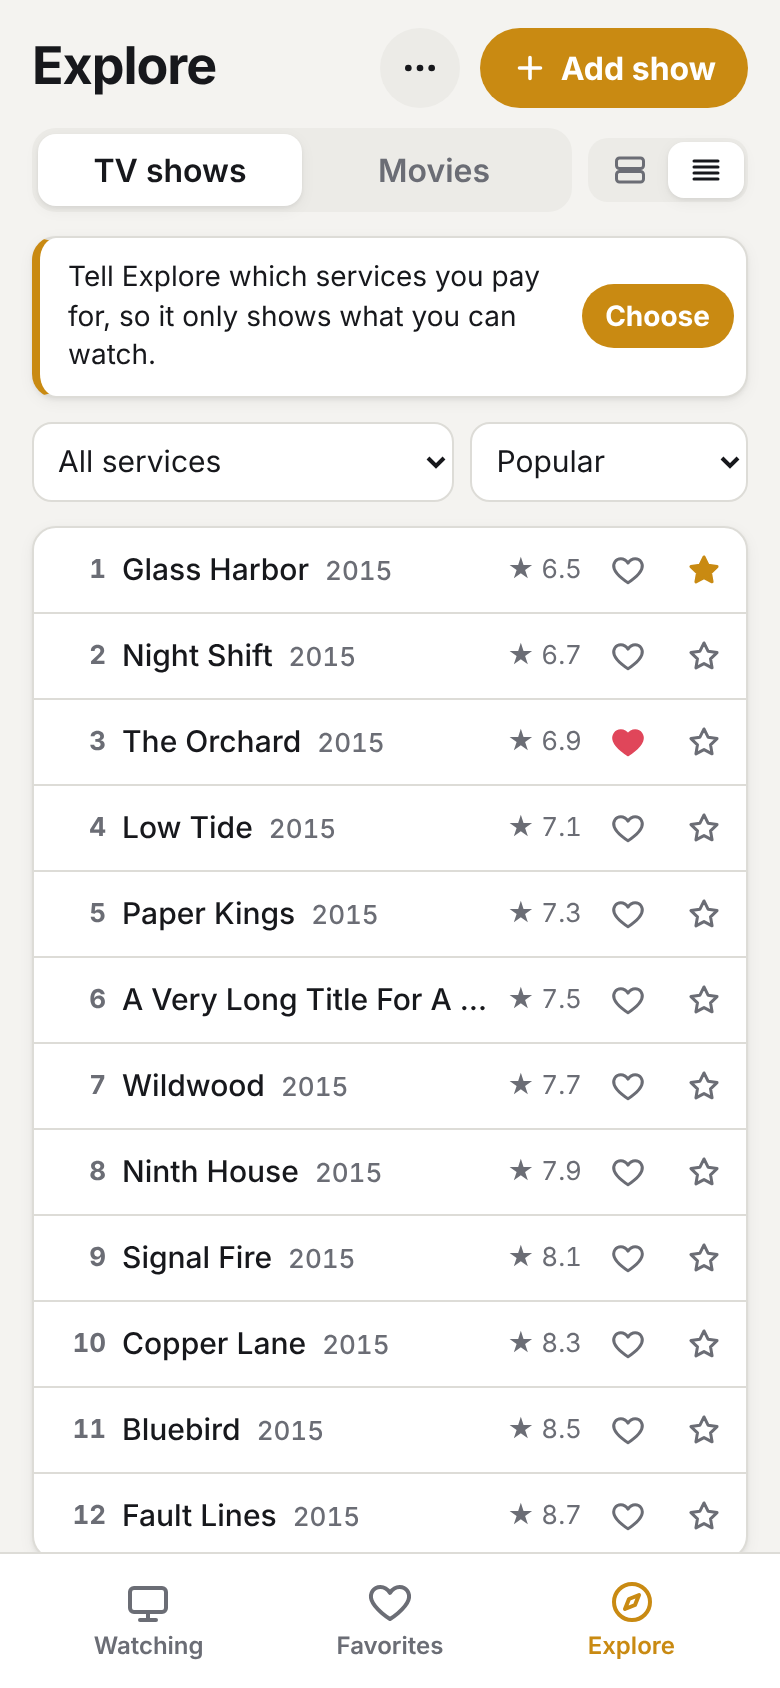 Explore
Add show
TV shows
Movies
Tell Explore which services you pay
for, so it only shows what you can
watch.
Choose
All services
Popular
1 Glass Harbor 2015 ★ 6.5
2 Night Shift 2015 ★ 6.7
3 The Orchard 2015 ★ 6.9
4 Low Tide 2015 ★ 7.1
5 Paper Kings 2015 ★ 7.3
6 A Very Long Title For A ... ★ 7.5
7 Wildwood 2015 ★ 7.7
8 Ninth House 2015 ★ 7.9
9 Signal Fire 2015 ★ 8.1
10 Copper Lane 2015 ★ 8.3
11 Bluebird 2015 ★ 8.5
12 Fault Lines 2015 ★ 8.7
Watching
Favorites
Explore